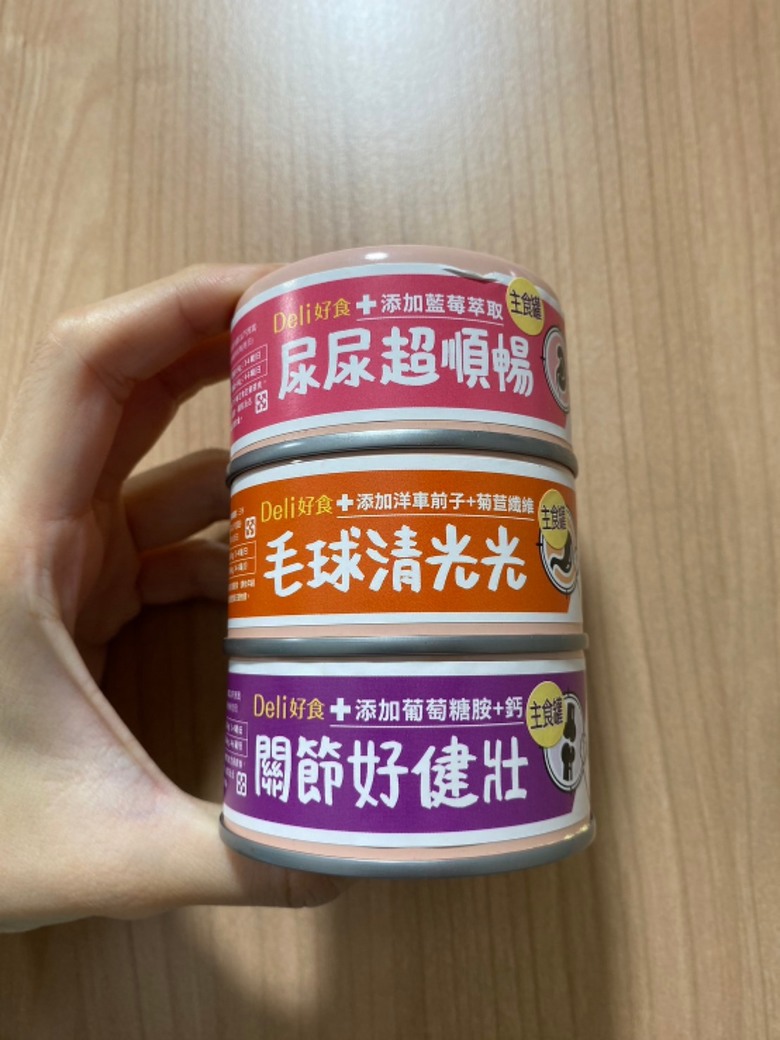 Deli好食+添加藍莓萃取
主食罐
尿尿超順暢
Deli好食+添加洋車前子+菊苣纖維
主食罐
毛球清光光
Deli好食+添加葡萄糖胺+鈣
主食罐
關節好健壯